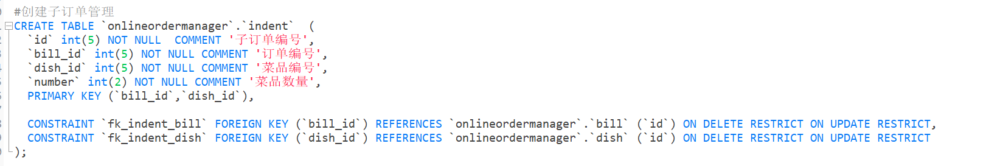 #创建子订单管理
CREATE TABLE `onlineordermanager`.`indent`  (
`id` int(5) NOT NULL  COMMENT '子订单编号',
`bill_id` int(5) NOT NULL COMMENT '订单编号',
`dish_id` int(5) NOT NULL COMMENT '菜品编号',
`number` int(2) NOT NULL COMMENT '菜品数量',
PRIMARY KEY (`bill_id`,`dish_id`),
CONSTRAINT `fk_indent_bill` FOREIGN KEY (`bill_id`) REFERENCES `onlineordermanager`.`bill` (`id`) ON DELETE RESTRICT ON UPDATE RESTRICT,
CONSTRAINT `fk_indent_dish` FOREIGN KEY (`dish_id`) REFERENCES `onlineordermanager`.`dish` (`id`) ON DELETE RESTRICT ON UPDATE RESTRICT
);